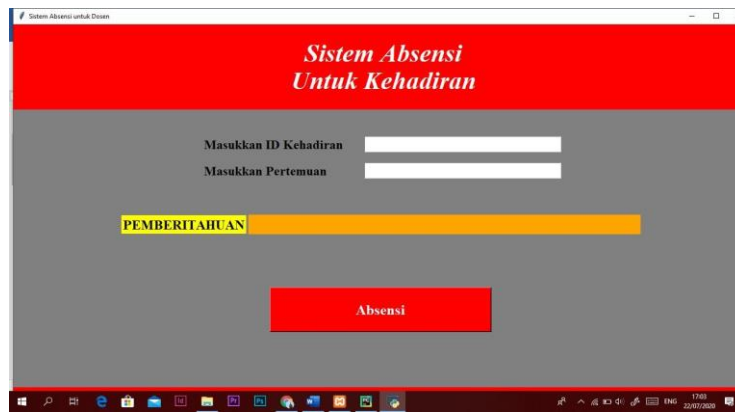 Sistem Absensi untuk Dosen
Sistem Absensi
Untuk Kehadiran
Masukkan ID Kehadiran
Masukkan Pertemuan
PEMBERITAHUAN
Absensi
ENG
17:03
22/07/2020